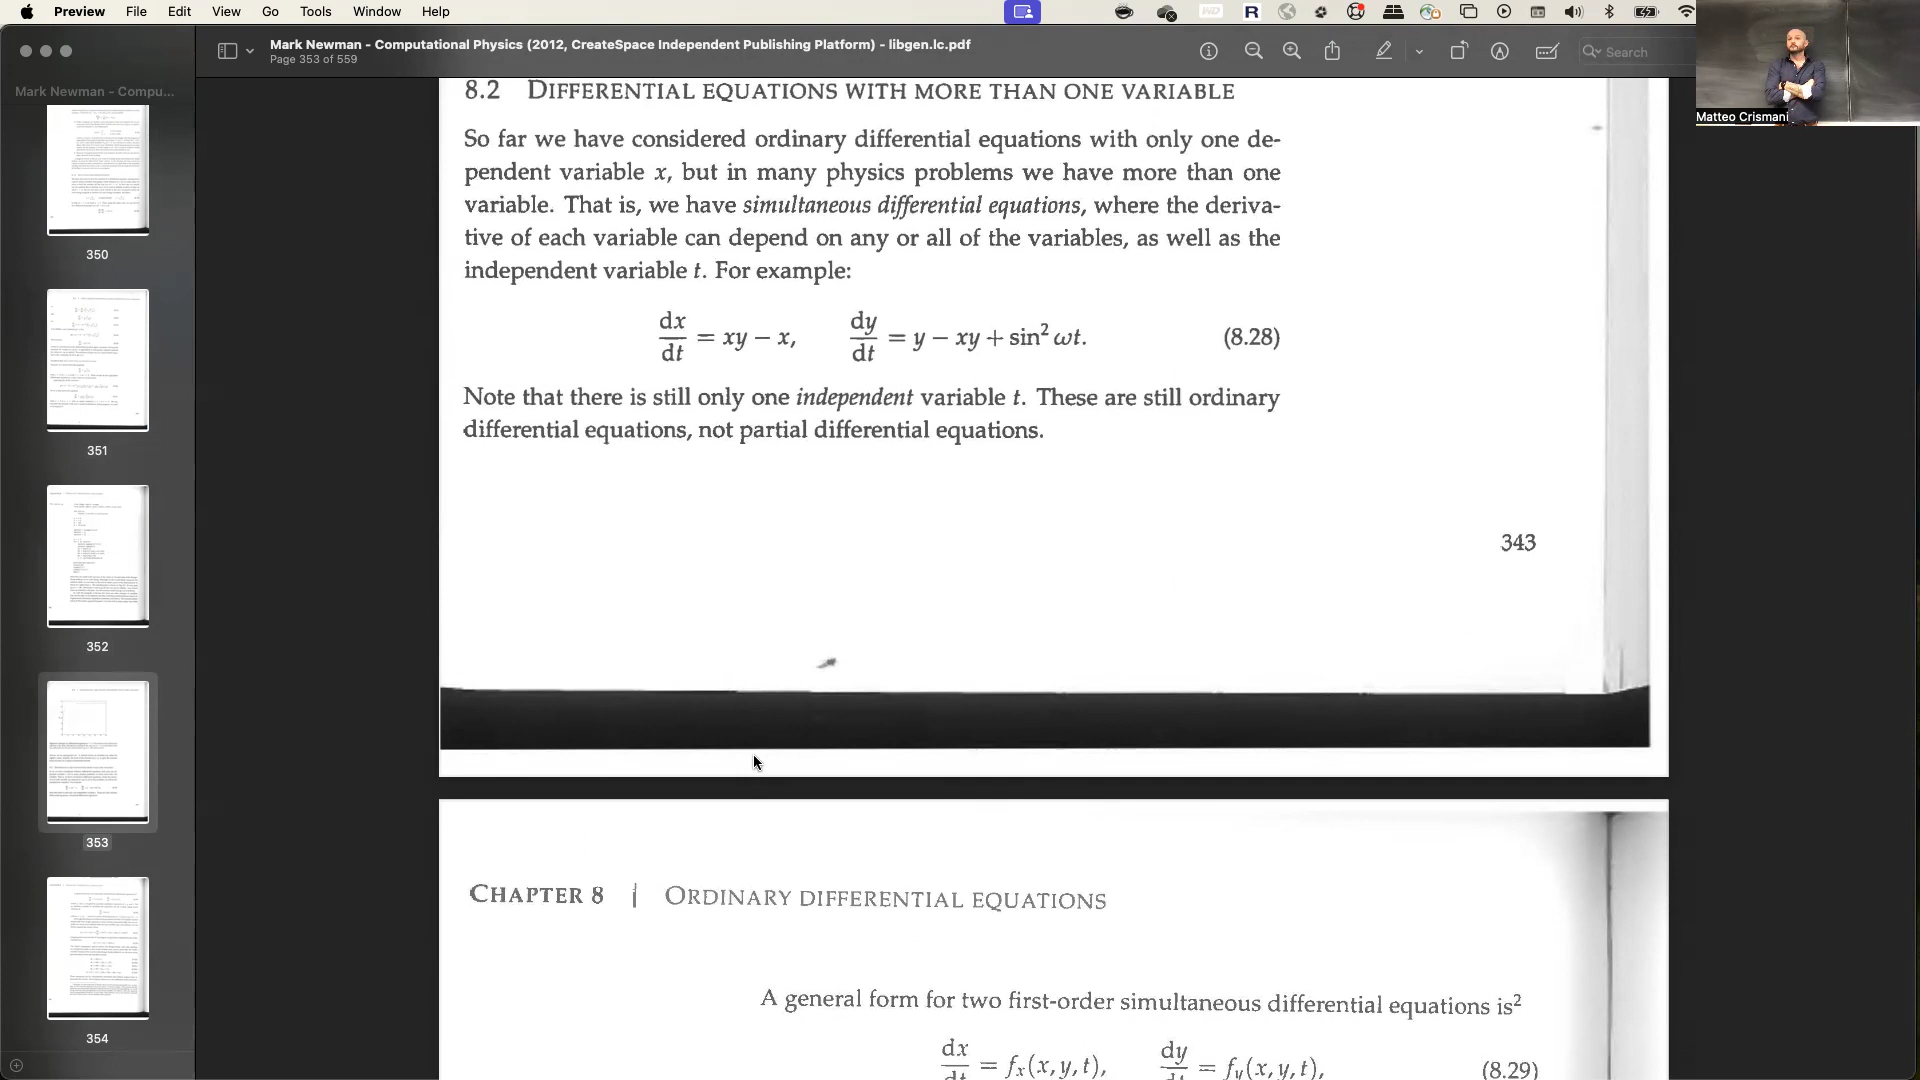 Preview File Edit View Go Tools Window Help
Mark Newman - Computational Physics (2012, CreateSpace Independent Publishing Platform) - libgen.lc.pdf
Page 353 of 559
Search
Matteo Crismani
Mark Newman - Compu...
350
351
352
353
354
8.2 DIFFERENTIAL EQUATIONS WITH MORE THAN ONE VARIABLE
So far we have considered ordinary differential equations with only one de-
pendent variable x, but in many physics problems we have more than one
variable. That is, we have simultaneous differential equations, where the deriva-
tive of each variable can depend on any or all of the variables, as well as the
independent variable t. For example:
dx/dt = xy − x, dy/dt = y − xy + sin² ωt. (8.28)
Note that there is still only one independent variable t. These are still ordinary
differential equations, not partial differential equations.
343
CHAPTER 8 | ORDINARY DIFFERENTIAL EQUATIONS
A general form for two first-order simultaneous differential equations is²
dx/dt = fₓ(x,y,t), dy/dt = f_y(x,y,t), (8.29)